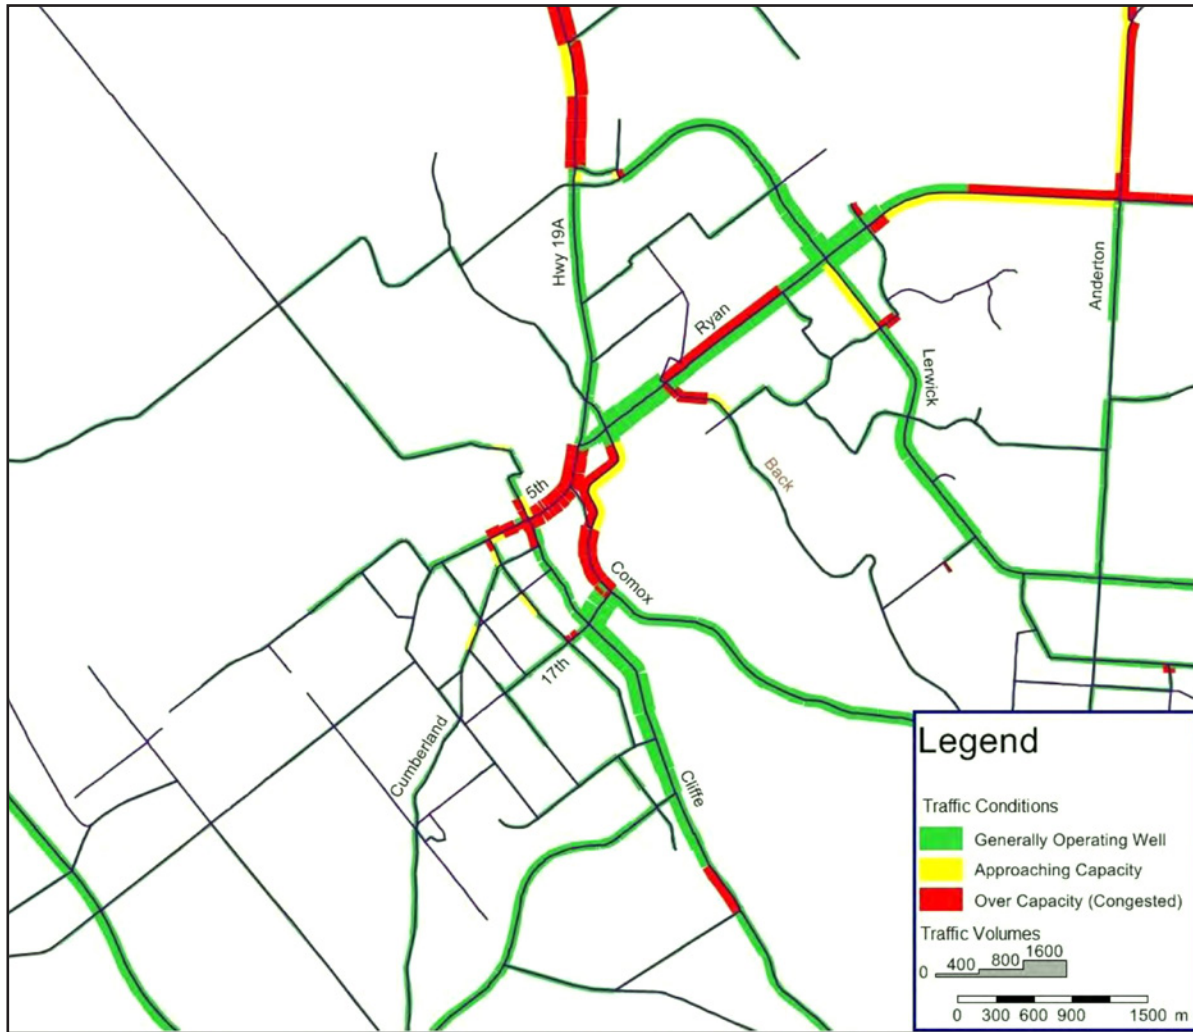 Hwy 19A
Ryan
Anderton
Lerwick
5th
Back
Comox
17th
Cumberland
Cliffe
Legend
Traffic Conditions
Generally Operating Well
Approaching Capacity
Over Capacity (Congested)
Traffic Volumes
0 400 800 1600
0 300 600 900 1500 m